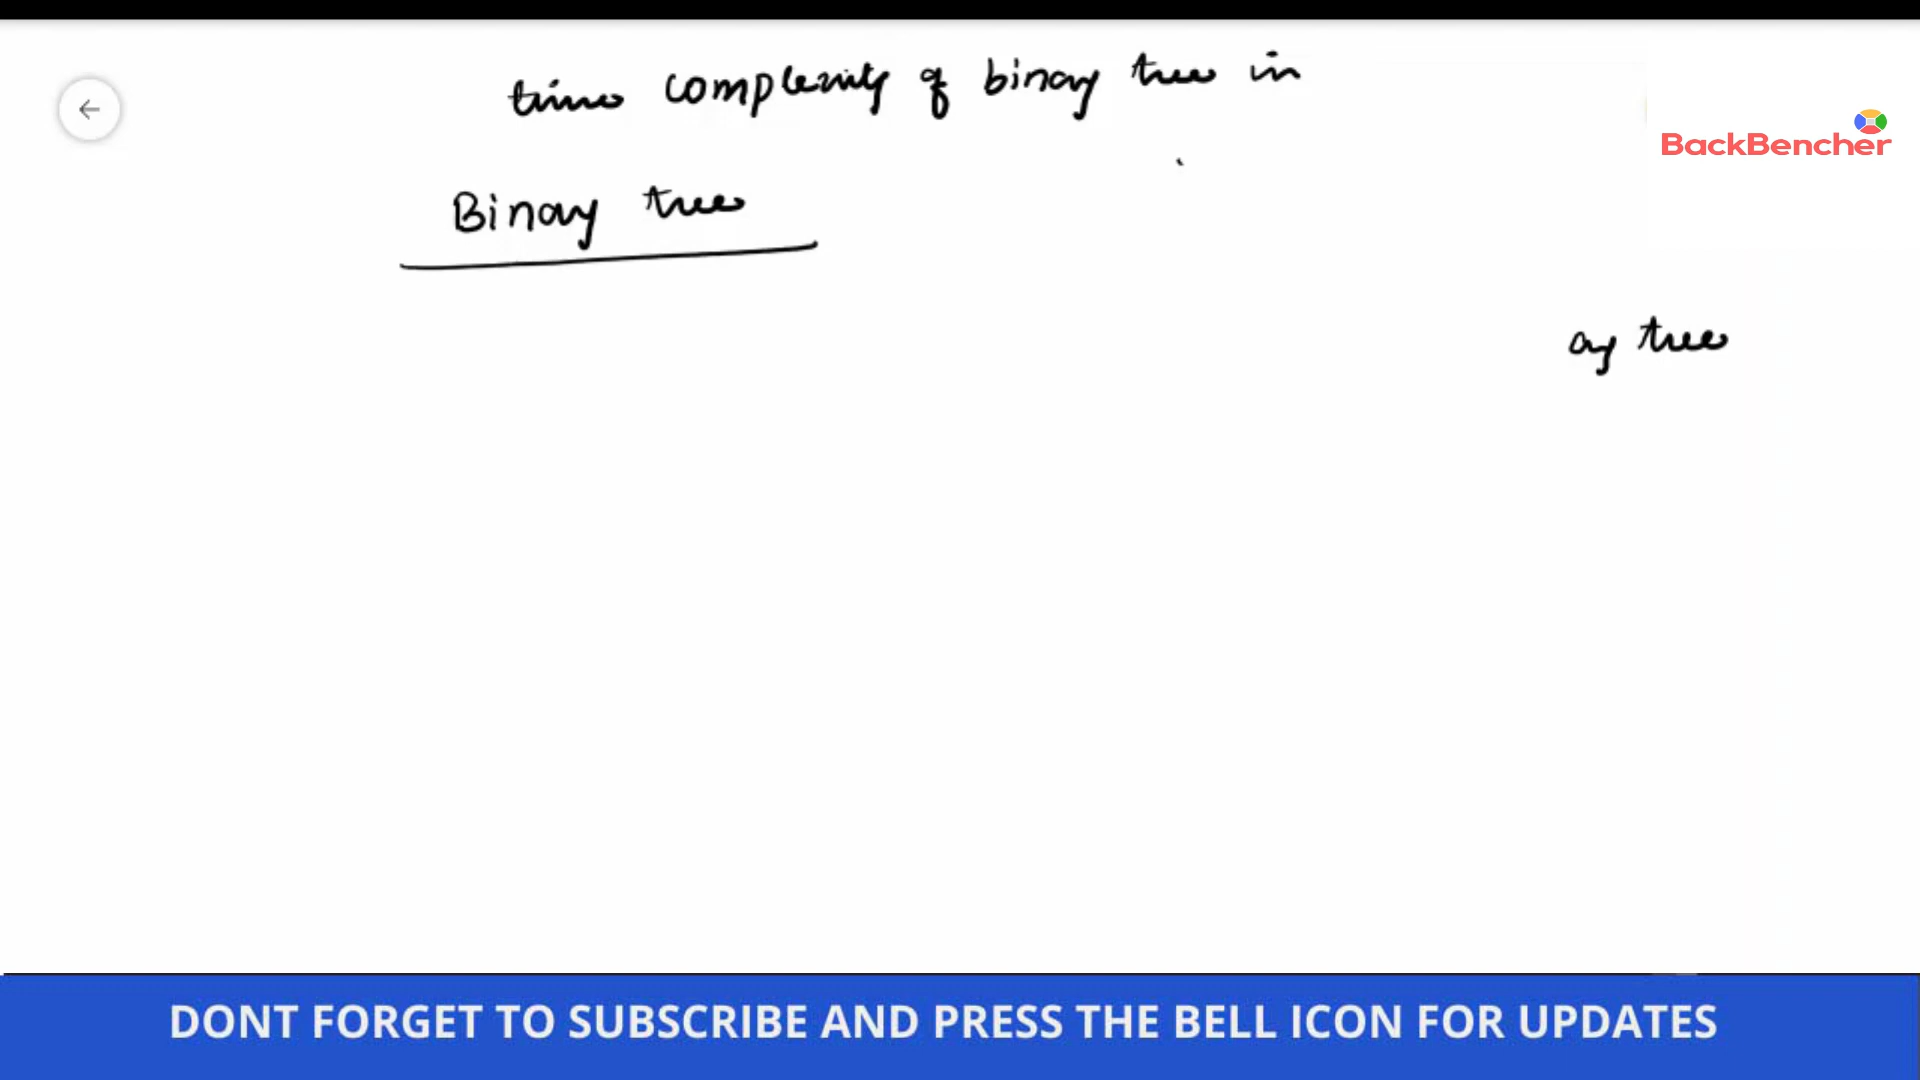 time complexity of binary tree in
BackBencher
Binary tree
ay tree
DONT FORGET TO SUBSCRIBE AND PRESS THE BELL ICON FOR UPDATES